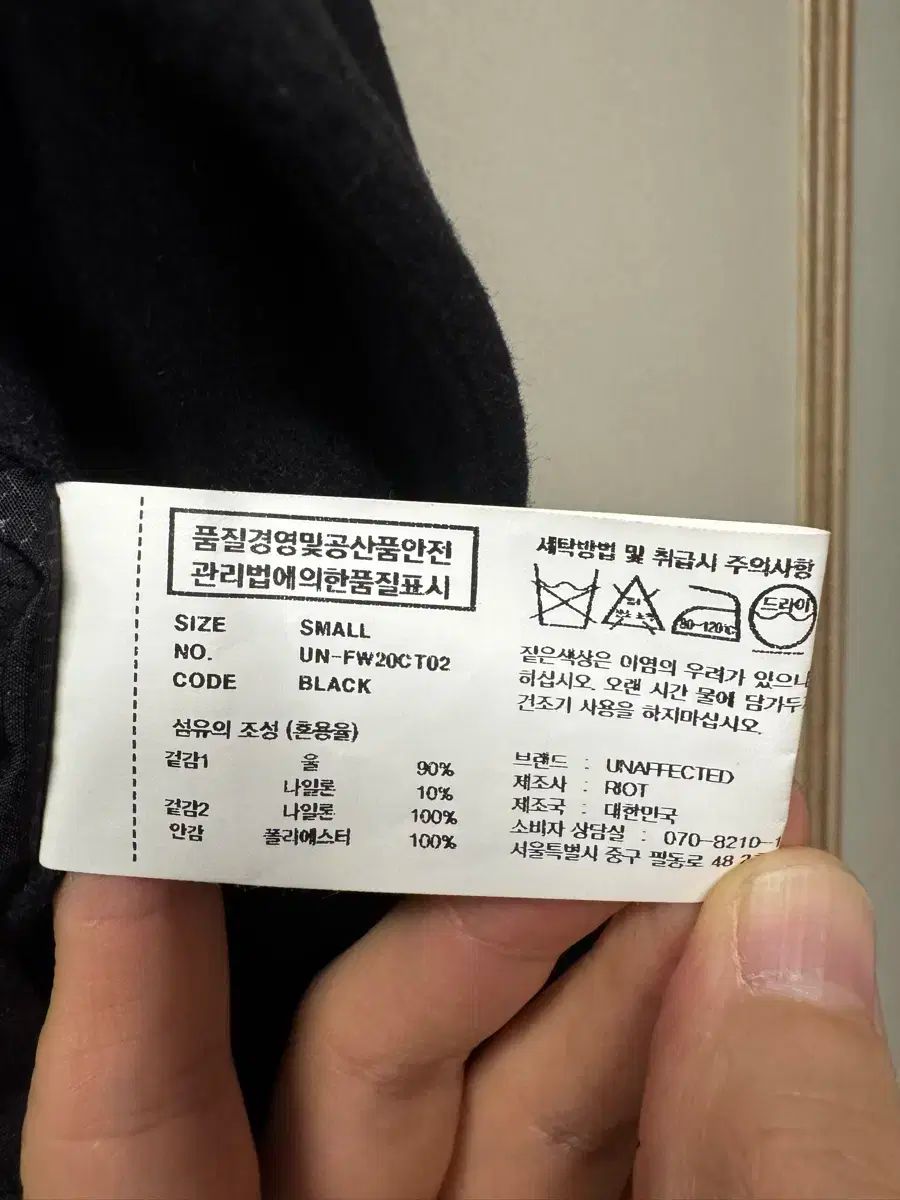 품질경영및공산품안전
관리법에의한품질표시
SIZE SMALL
NO. UN-FW20CT02
CODE BLACK
섬유의 조성 (혼용율)
겉감1 울 90%
나일론 10%
겉감2 나일론 100%
안감 폴리에스터 100%
세탁방법 및 취급시 주의사항
80-120℃
드라이
짙은색상은 이염의 우려가 있으니
하십시오. 오랜 시간 물에 담가두
건조기 사용을 하지마십시오.
브랜드 : UNAFFECTED
제조사 : RIOT
제조국 : 대한민국
소비자 상담실 : 070-8210-1
서울특별시 중구 필동로 48